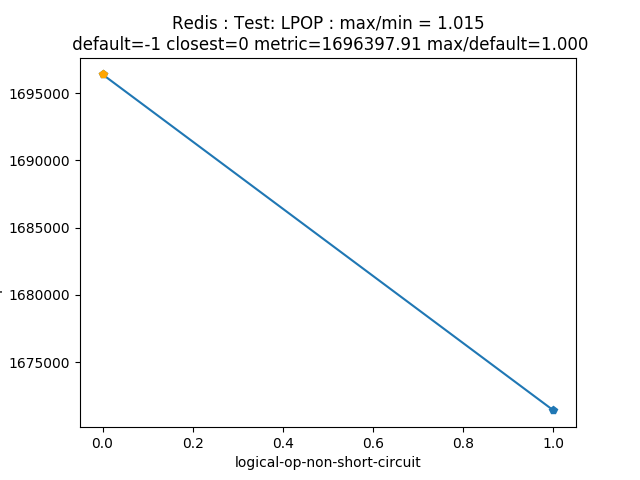 Redis : Test: LPOP : max/min = 1.015
default=-1 closest=0 metric=1696397.91 max/default=1.000
1695000
1690000
1685000
1680000
1675000
0.0 0.2 0.4 0.6 0.8 1.0
logical-op-non-short-circuit